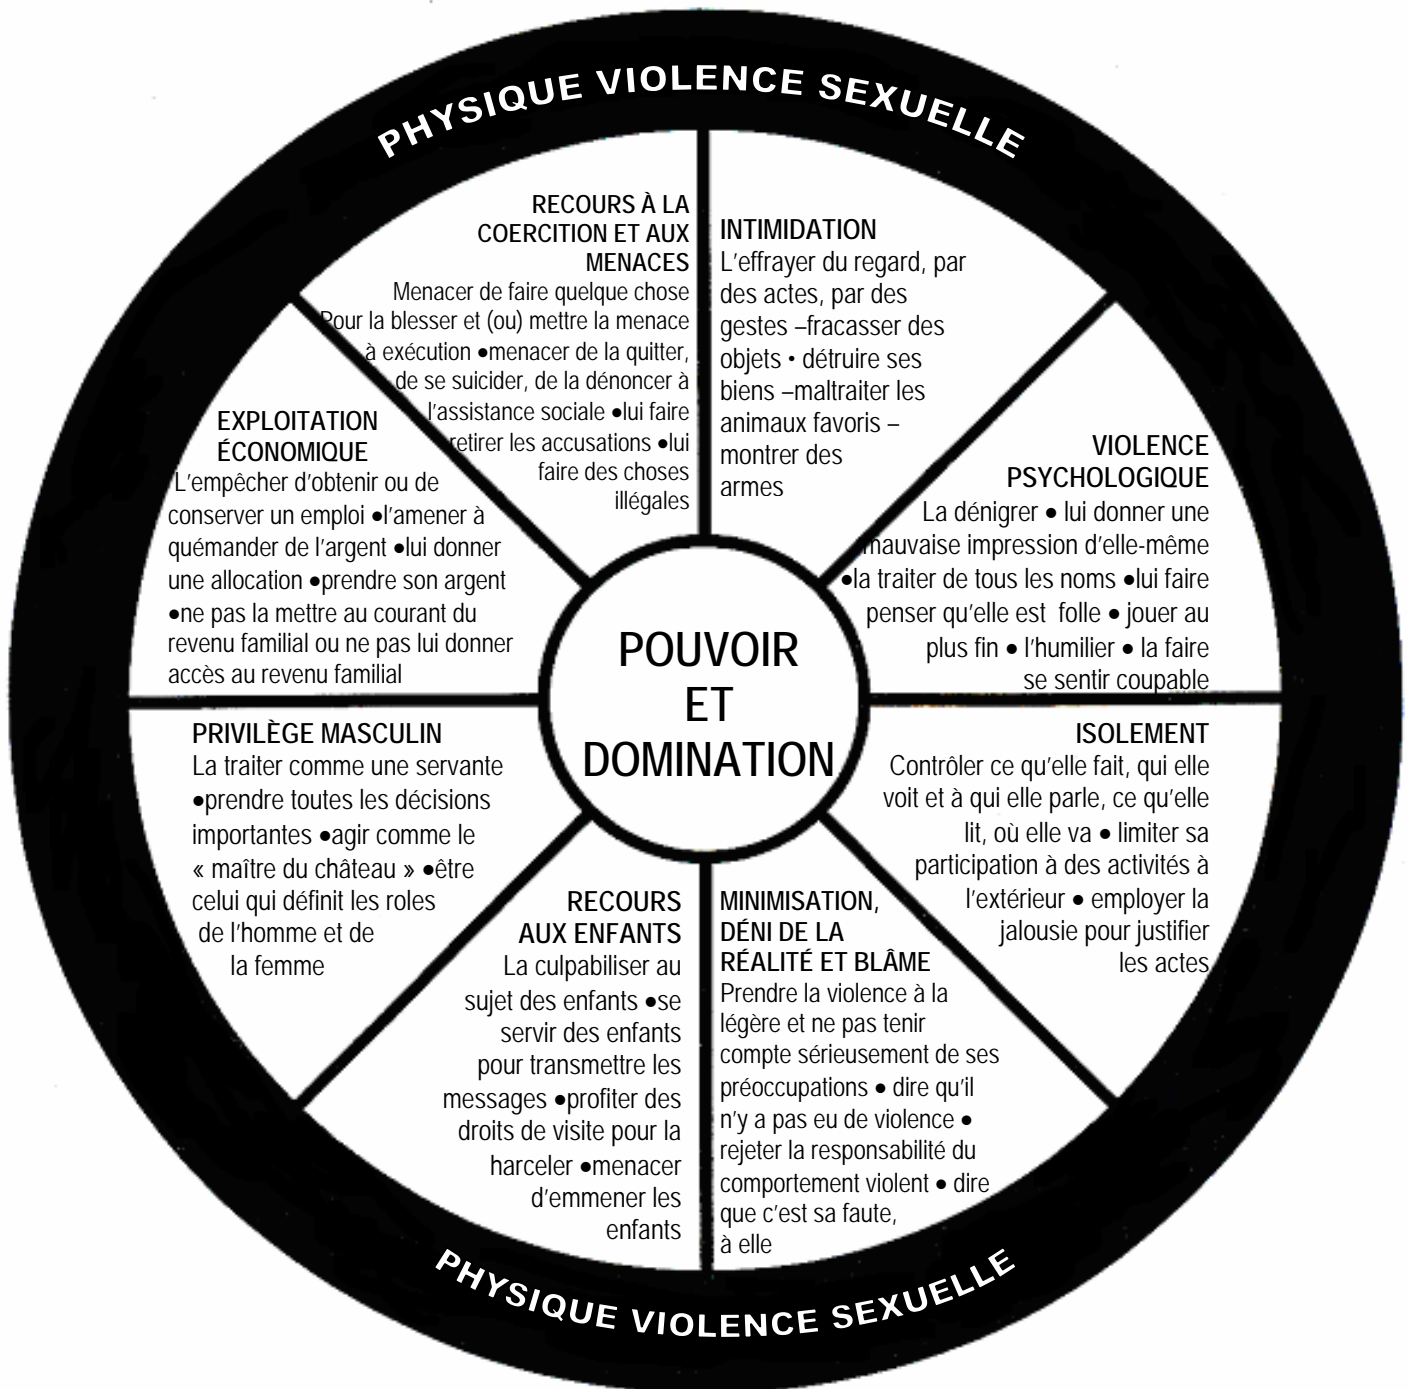 PHYSIQUE VIOLENCE SEXUELLE
RECOURS À LA
COERCITION ET AUX
MENACES
Menacer de faire quelque chose
Pour la blesser et (ou) mettre la menace
à exécution •menacer de la quitter,
de se suicider, de la dénoncer à
l'assistance sociale •lui faire
retirer les accusations •lui
faire des choses
illégales
INTIMIDATION
L'effrayer du regard, par
des actes, par des
gestes –fracasser des
objets • détruire ses
biens –maltraiter les
animaux favoris –
montrer des
armes
VIOLENCE
PSYCHOLOGIQUE
La dénigrer • lui donner une
mauvaise impression d'elle-même
•la traiter de tous les noms •lui faire
penser qu'elle est folle • jouer au
plus fin • l'humilier • la faire
se sentir coupable
EXPLOITATION
ÉCONOMIQUE
L'empêcher d'obtenir ou de
conserver un emploi •l'amener à
quémander de l'argent •lui donner
une allocation •prendre son argent
•ne pas la mettre au courant du
revenu familial ou ne pas lui donner
accès au revenu familial
POUVOIR
ET
DOMINATION
PRIVILÈGE MASCULIN
La traiter comme une servante
•prendre toutes les décisions
importantes •agir comme le
« maître du château » •être
celui qui définit les roles
de l'homme et de
la femme
ISOLEMENT
Contrôler ce qu'elle fait, qui elle
voit et à qui elle parle, ce qu'elle
lit, où elle va • limiter sa
participation à des activités à
l'extérieur • employer la
jalousie pour justifier
les actes
RECOURS
AUX ENFANTS
La culpabiliser au
sujet des enfants •se
servir des enfants
pour transmettre les
messages •profiter des
droits de visite pour la
harceler •menacer
d'emmener les
enfants
MINIMISATION,
DÉNI DE LA
RÉALITÉ ET BLÂME
Prendre la violence à la
légère et ne pas tenir
compte sérieusement de ses
préoccupations • dire qu'il
n'y a pas eu de violence •
rejeter la responsabilité du
comportement violent • dire
que c'est sa faute,
à elle
PHYSIQUE VIOLENCE SEXUELLE